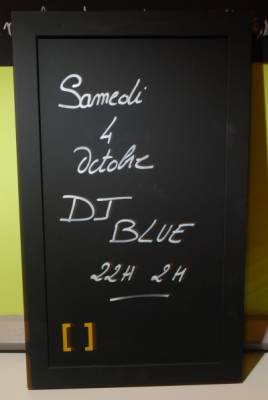 Samedi
4
Octobre
DJ
BLUE
22H 2H
[ ]